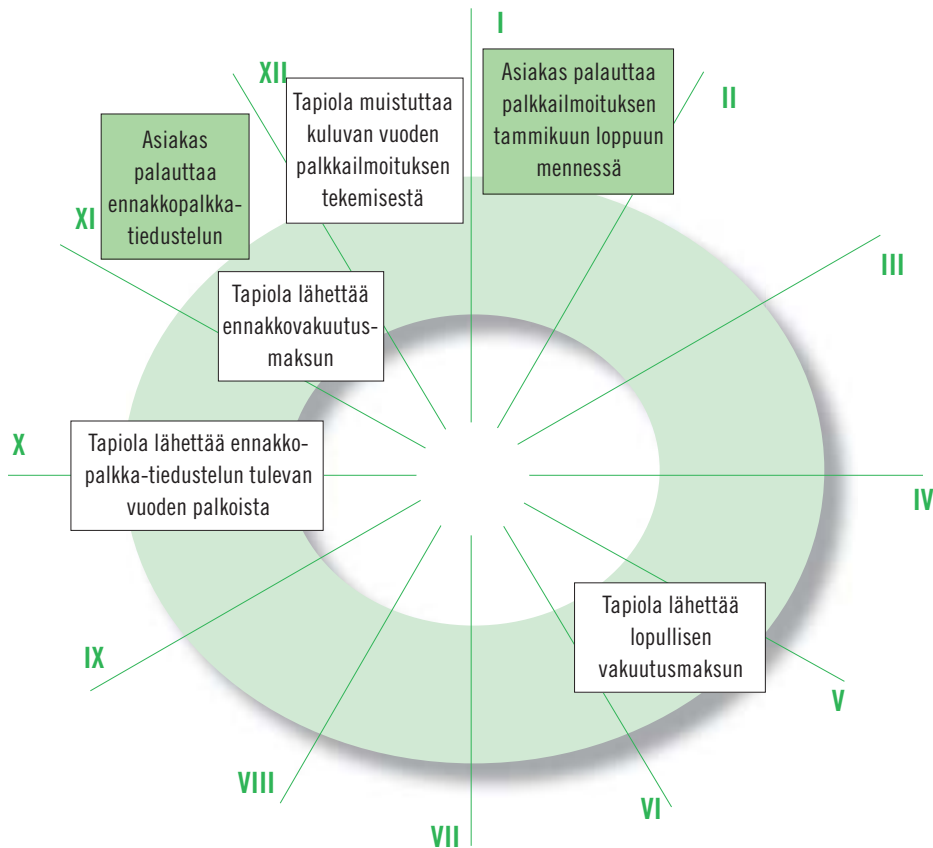 I
Asiakas palauttaa
palkkailmoituksen
tammikuun loppuun
mennessä
II
III
IV
Tapiola lähettää
lopullisen
vakuutusmaksun
V
VI
VII
VIII
IX
X
Tapiola lähettää ennakko-
palkka-tiedustelun tulevan
vuoden palkoista
XI
Asiakas
palauttaa
ennakkopalkka-
tiedustelun
Tapiola lähettää
ennakkovakuutus-
maksun
XII
Tapiola muistuttaa
kuluvan vuoden
palkkailmoituksen
tekemisestä